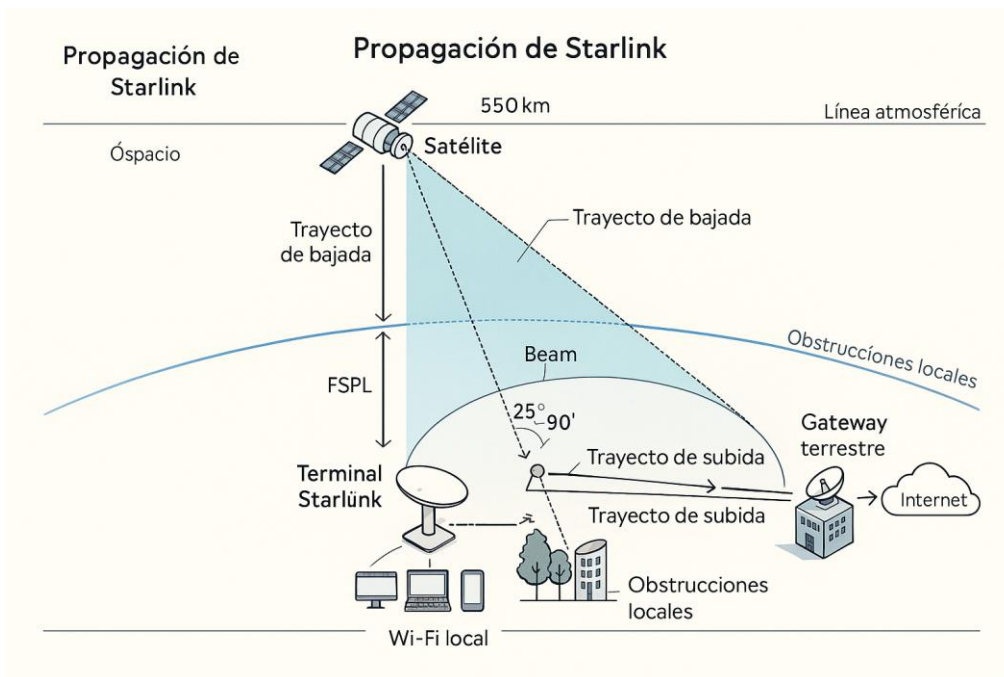 Propagación de
Starlink
Propagación de Starlink
550 km
Línea atmosférica
Óspacio
Satélite
Trayecto
de bajada
Trayecto de bajada
Obstrucciones locales
Beam
FSPL
25° 90'
Gateway
terrestre
Terminal
Starlünk
Trayecto de subida
Internet
Trayecto de subida
Obstrucciones
locales
Wi-Fi local